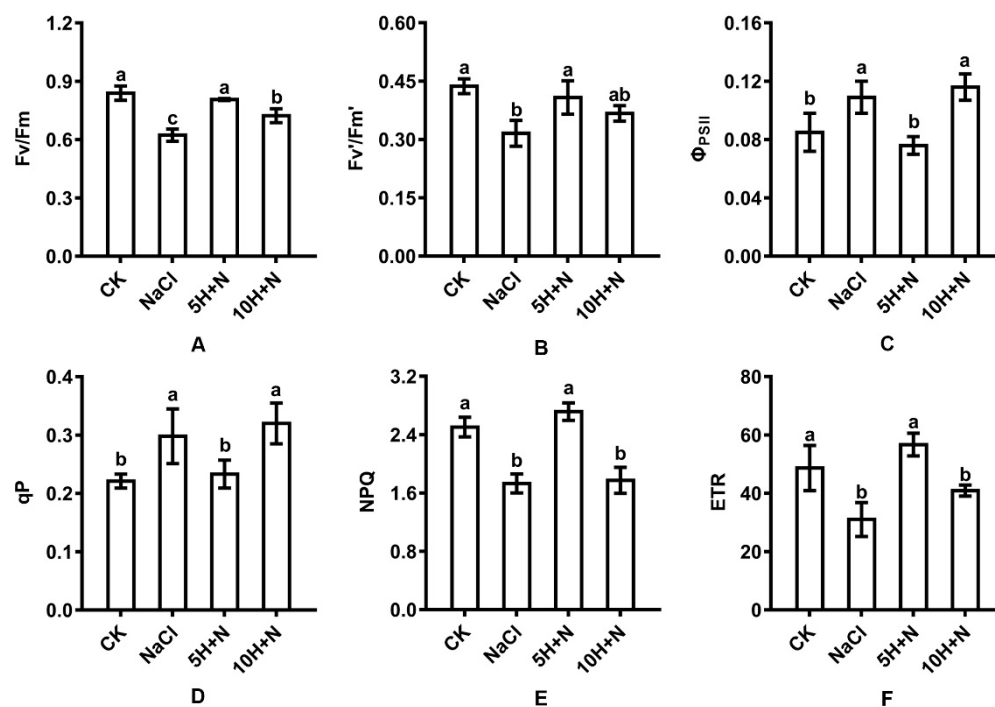 Fv/Fm
1.2
0.9
0.6
0.3
0.0
a
c
a
b
CK
NaCl
5H+N
10H+N
A
Fv'/Fm'
0.60
0.45
0.30
0.15
0.00
a
b
a
ab
CK
NaCl
5H+N
10H+N
B
ΦPSII
0.16
0.12
0.08
0.04
0.00
b
a
b
a
CK
NaCl
5H+N
10H+N
C
qP
0.4
0.3
0.2
0.1
0.0
b
a
b
a
CK
NaCl
5H+N
10H+N
D
NPQ
3.2
2.4
1.6
0.8
0.0
a
b
a
b
CK
NaCl
5H+N
10H+N
E
ETR
80
60
40
20
0
a
b
a
b
CK
NaCl
5H+N
10H+N
F